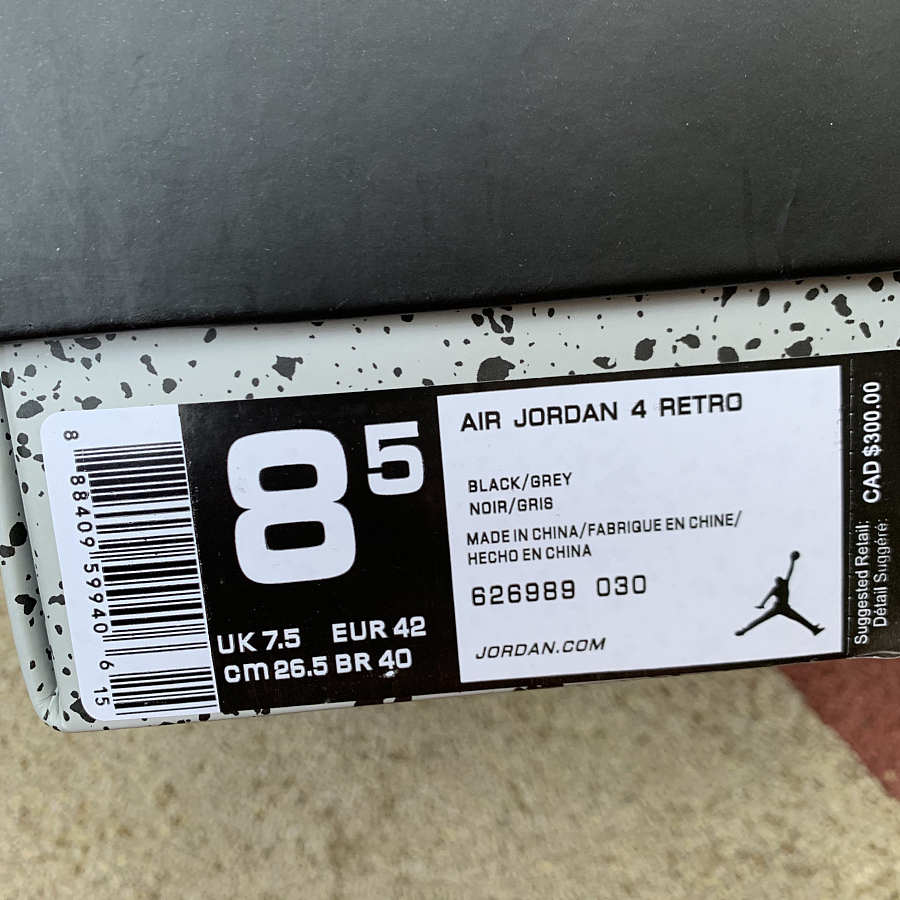 8 88409 59940 6 15
8 5
UK 7.5 EUR 42
CM 26.5 BR 40
AIR JORDAN 4 RETRO
BLACK/GREY
NOIR/GRIS
MADE IN CHINA/FABRIQUE EN CHINE/
HECHO EN CHINA
626989 030
JORDAN.COM
Suggested Retail:
Détail Suggéré:
CAD $300.00